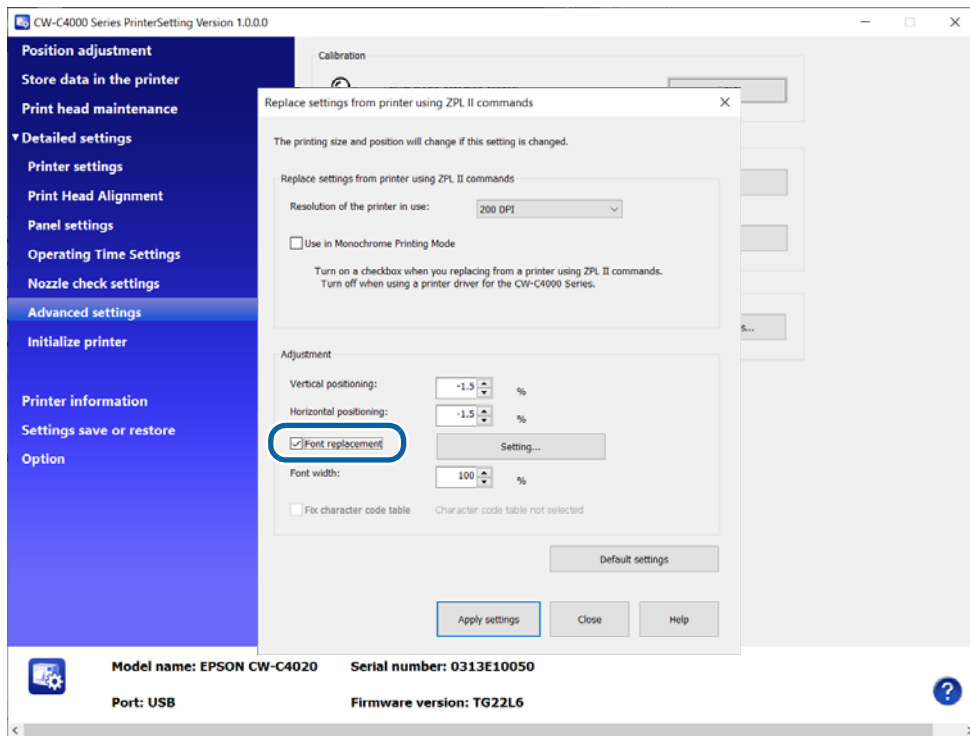 CW-C4000 Series PrinterSetting Version 1.0.0.0
Position adjustment
Store data in the printer
Print head maintenance
Detailed settings
Printer settings
Print Head Alignment
Panel settings
Operating Time Settings
Nozzle check settings
Advanced settings
Initialize printer
Printer information
Settings save or restore
Option
Calibration
Replace settings from printer using ZPL II commands
The printing size and position will change if this setting is changed.
Replace settings from printer using ZPL II commands
Resolution of the printer in use: 200 DPI
Use in Monochrome Printing Mode
Turn on a checkbox when you replacing from a printer using ZPL II commands.
Turn off when using a printer driver for the CW-C4000 Series.
s...
Adjustment
Vertical positioning: -1.5 %
Horizontal positioning: -1.5 %
Font replacement Setting...
Font width: 100 %
Fix character code table Character code table not selected
Default settings
Apply settings Close Help
Model name: EPSON CW-C4020 Serial number: 0313E10050
Port: USB Firmware version: TG22L6